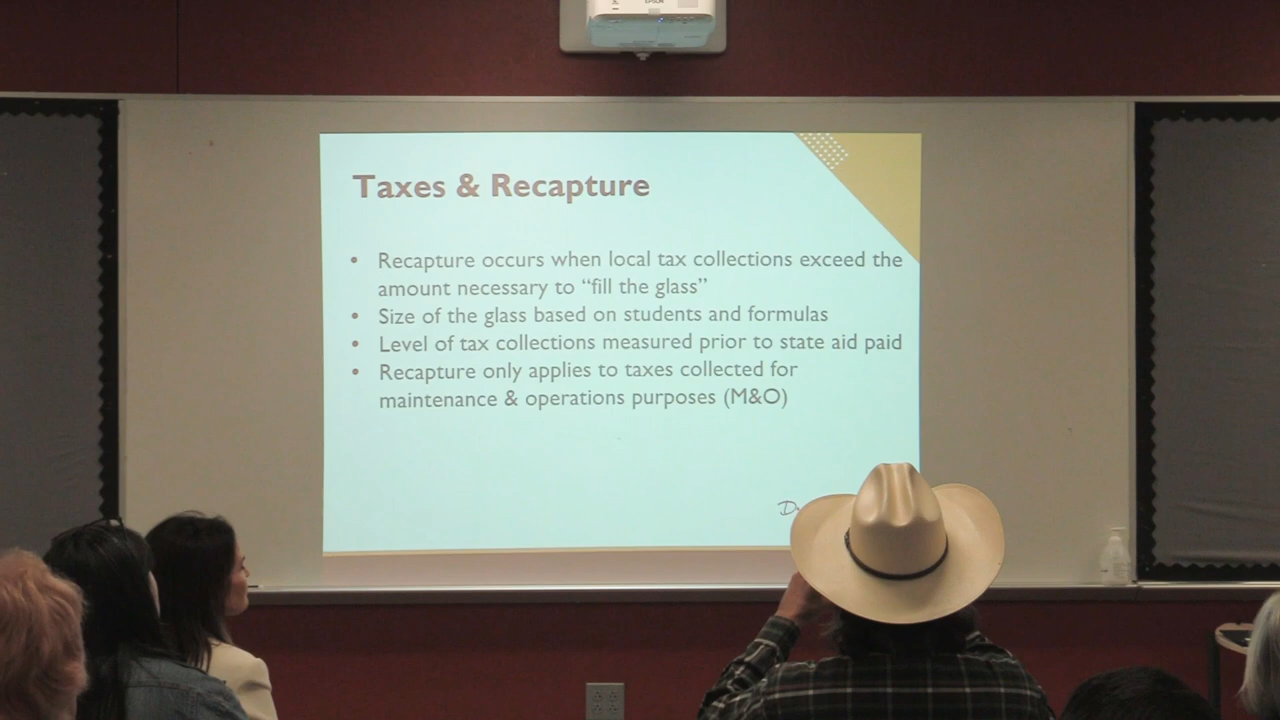 EPSON
Taxes & Recapture
• Recapture occurs when local tax collections exceed the
amount necessary to “fill the glass”
• Size of the glass based on students and formulas
• Level of tax collections measured prior to state aid paid
• Recapture only applies to taxes collected for
maintenance & operations purposes (M&O)